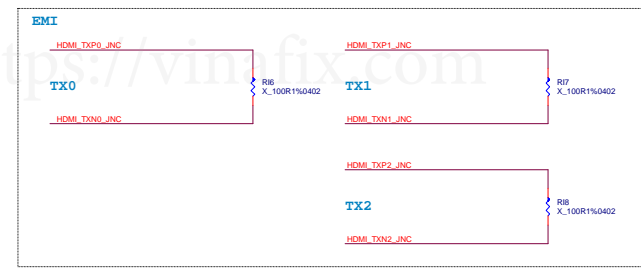 EMI
HDMI_TXP0_JNC
TX0
RI6
X_100R1%0402
HDMI_TXN0_JNC
HDMI_TXP1_JNC
TX1
RI7
X_100R1%0402
HDMI_TXN1_JNC
HDMI_TXP2_JNC
TX2
RI8
X_100R1%0402
HDMI_TXN2_JNC
tps://vinafix.com